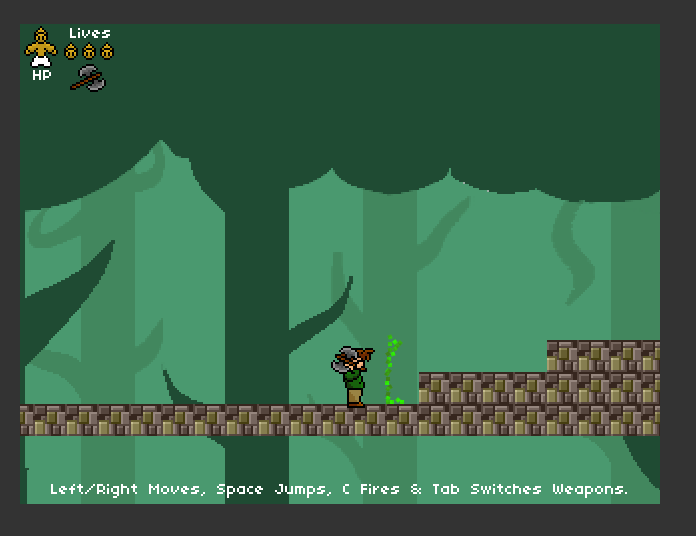 Lives
HP
Left/Right Moves, Space Jumps, C Fires & Tab Switches Weapons.